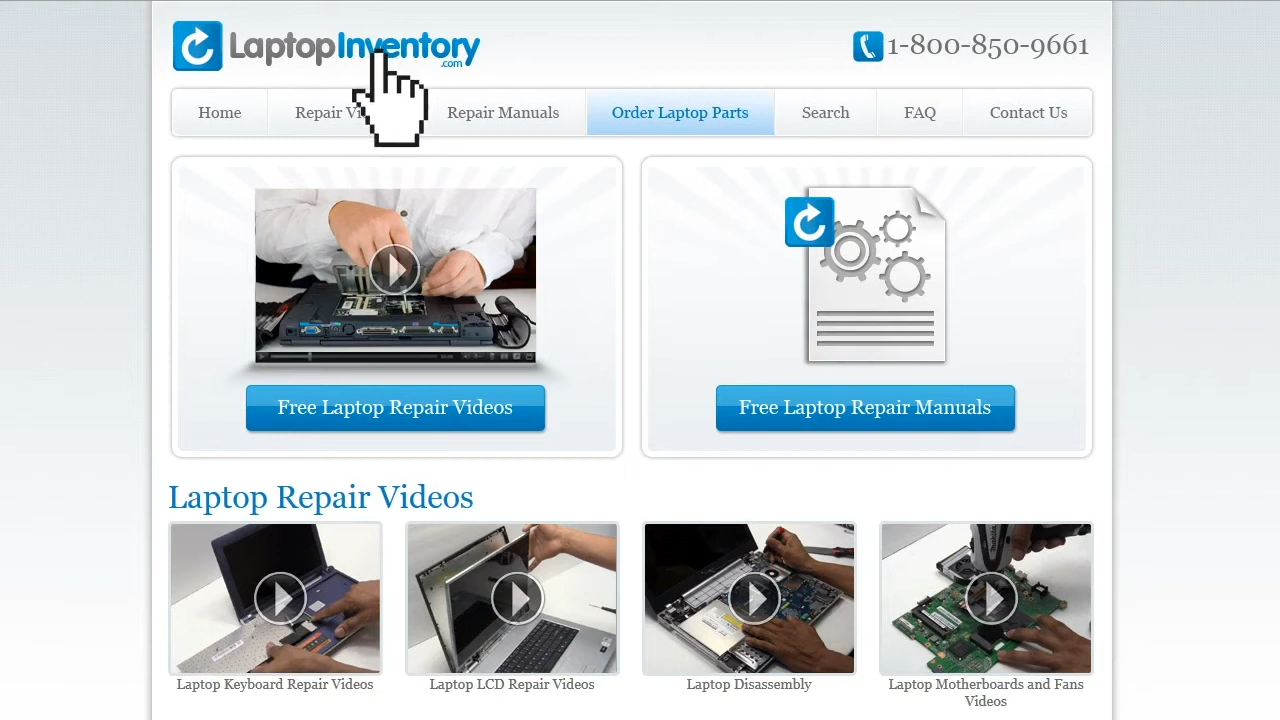 LaptopInventory
.com
1-800-850-9661
Home
Repair Vi
Repair Manuals
Order Laptop Parts
Search
FAQ
Contact Us
Free Laptop Repair Videos
Free Laptop Repair Manuals
Laptop Repair Videos
Laptop Keyboard Repair Videos
Laptop LCD Repair Videos
Laptop Disassembly
Laptop Motherboards and Fans
Videos